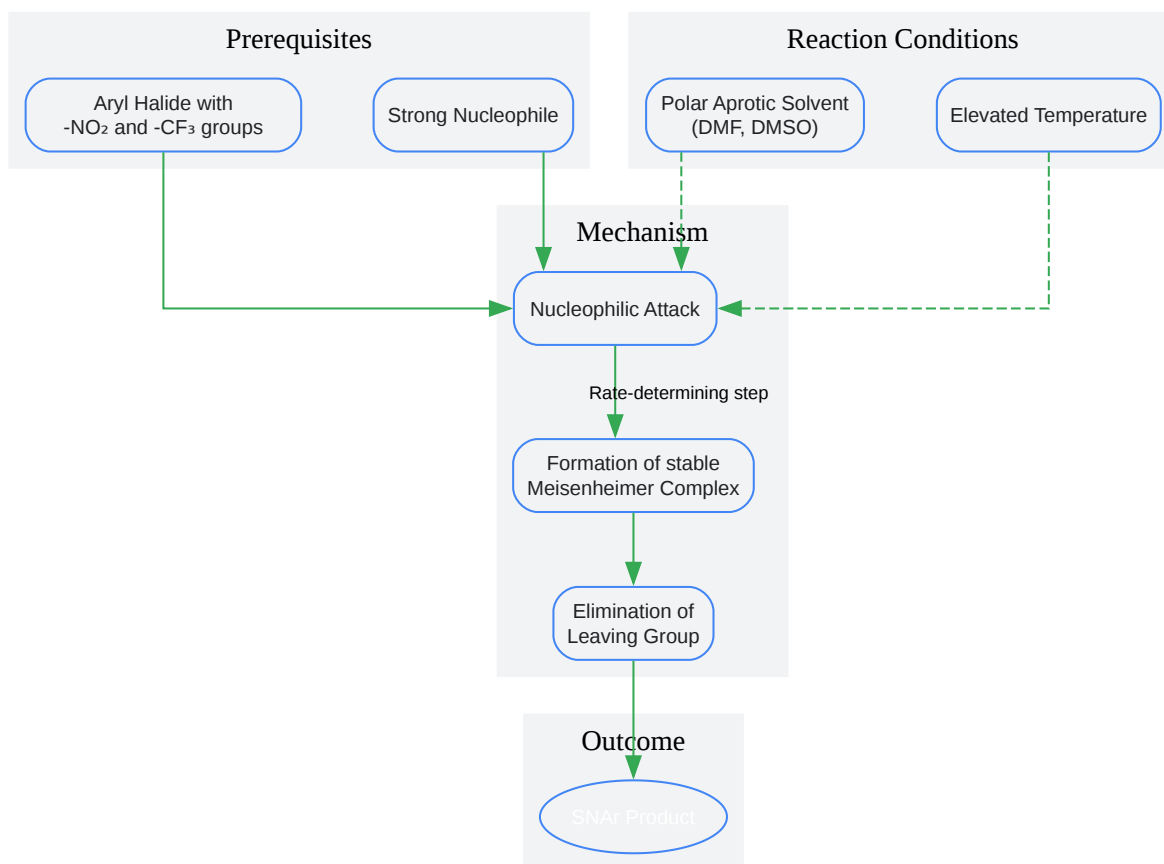 Prerequisites
Reaction Conditions
Aryl Halide with
-NO₂ and -CF₃ groups
Strong Nucleophile
Polar Aprotic Solvent
(DMF, DMSO)
Elevated Temperature
Mechanism
Nucleophilic Attack
Rate-determining step
Formation of stable
Meisenheimer Complex
Elimination of
Leaving Group
Outcome
SNAr Product